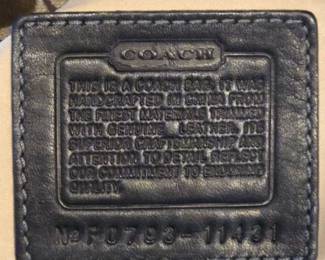 COACH
THIS IS A COACH BAG. IT WAS
HANDCRAFTED IN CHINA FROM
THE FINEST MATERIALS TRIMMED
WITH GENUINE LEATHER. ITS
SUPERIOR CRAFTSMANSHIP AND
ATTENTION TO DETAIL REFLECT
OUR COMMITMENT TO ENDURING
QUALITY.
Nº F0793-11431